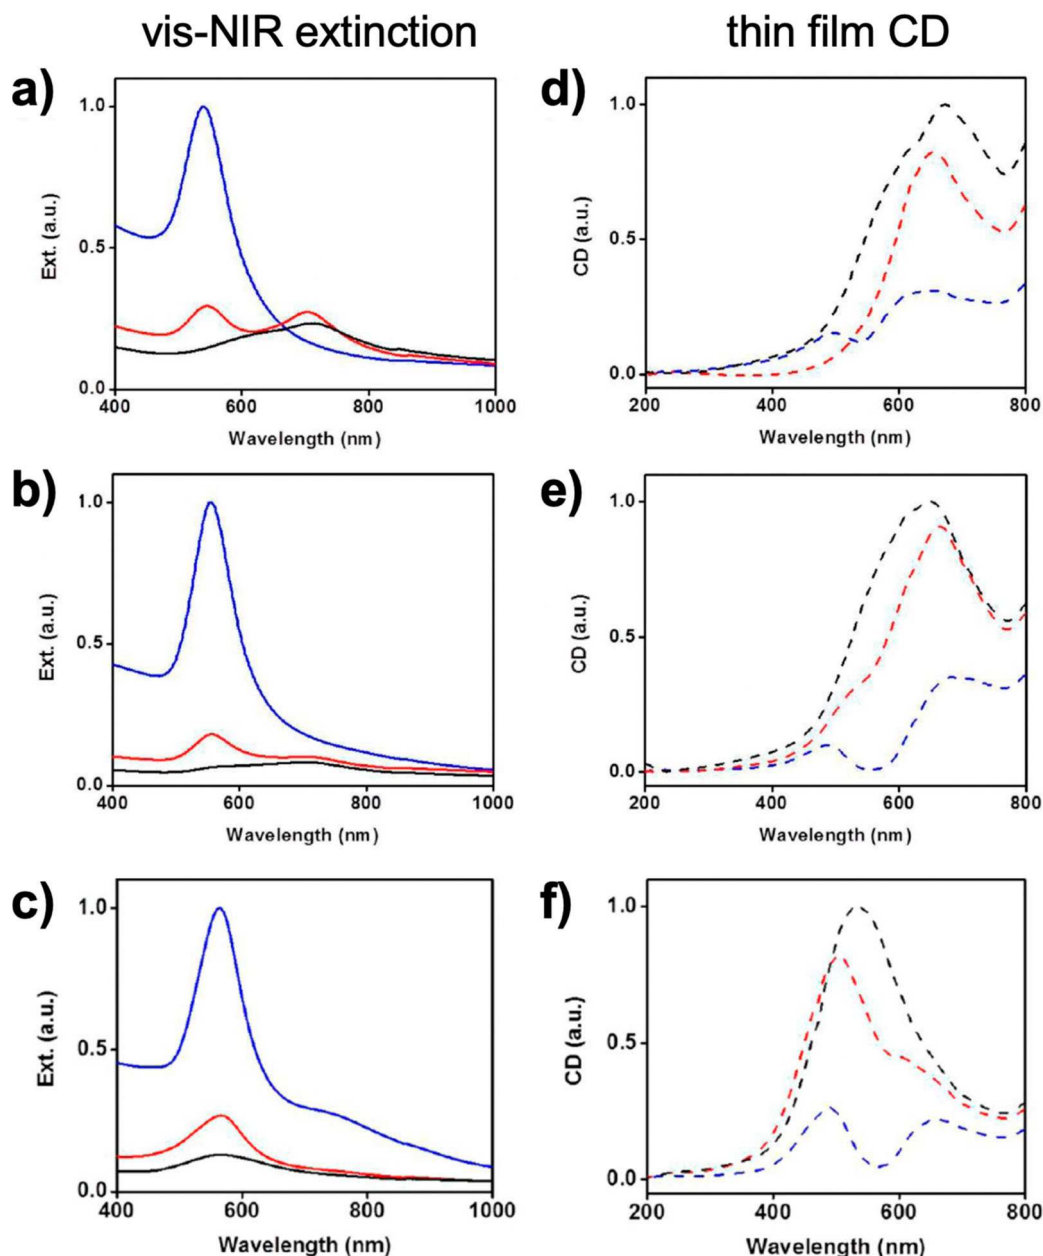 vis-NIR extinction
thin film CD
a)
Ext. (a.u.)
1.0
0.5
0.0
400 600 800 1000
Wavelength (nm)
d)
CD (a.u.)
1.0
0.5
0.0
200 400 600 800
Wavelength (nm)
b)
Ext. (a.u.)
1.0
0.5
0.0
400 600 800 1000
Wavelength (nm)
e)
CD (a.u.)
1.0
0.5
0.0
200 400 600 800
Wavelength (nm)
c)
Ext. (a.u.)
1.0
0.5
0.0
400 600 800 1000
Wavelength (nm)
f)
CD (a.u.)
1.0
0.5
0.0
200 400 600 800
Wavelength (nm)